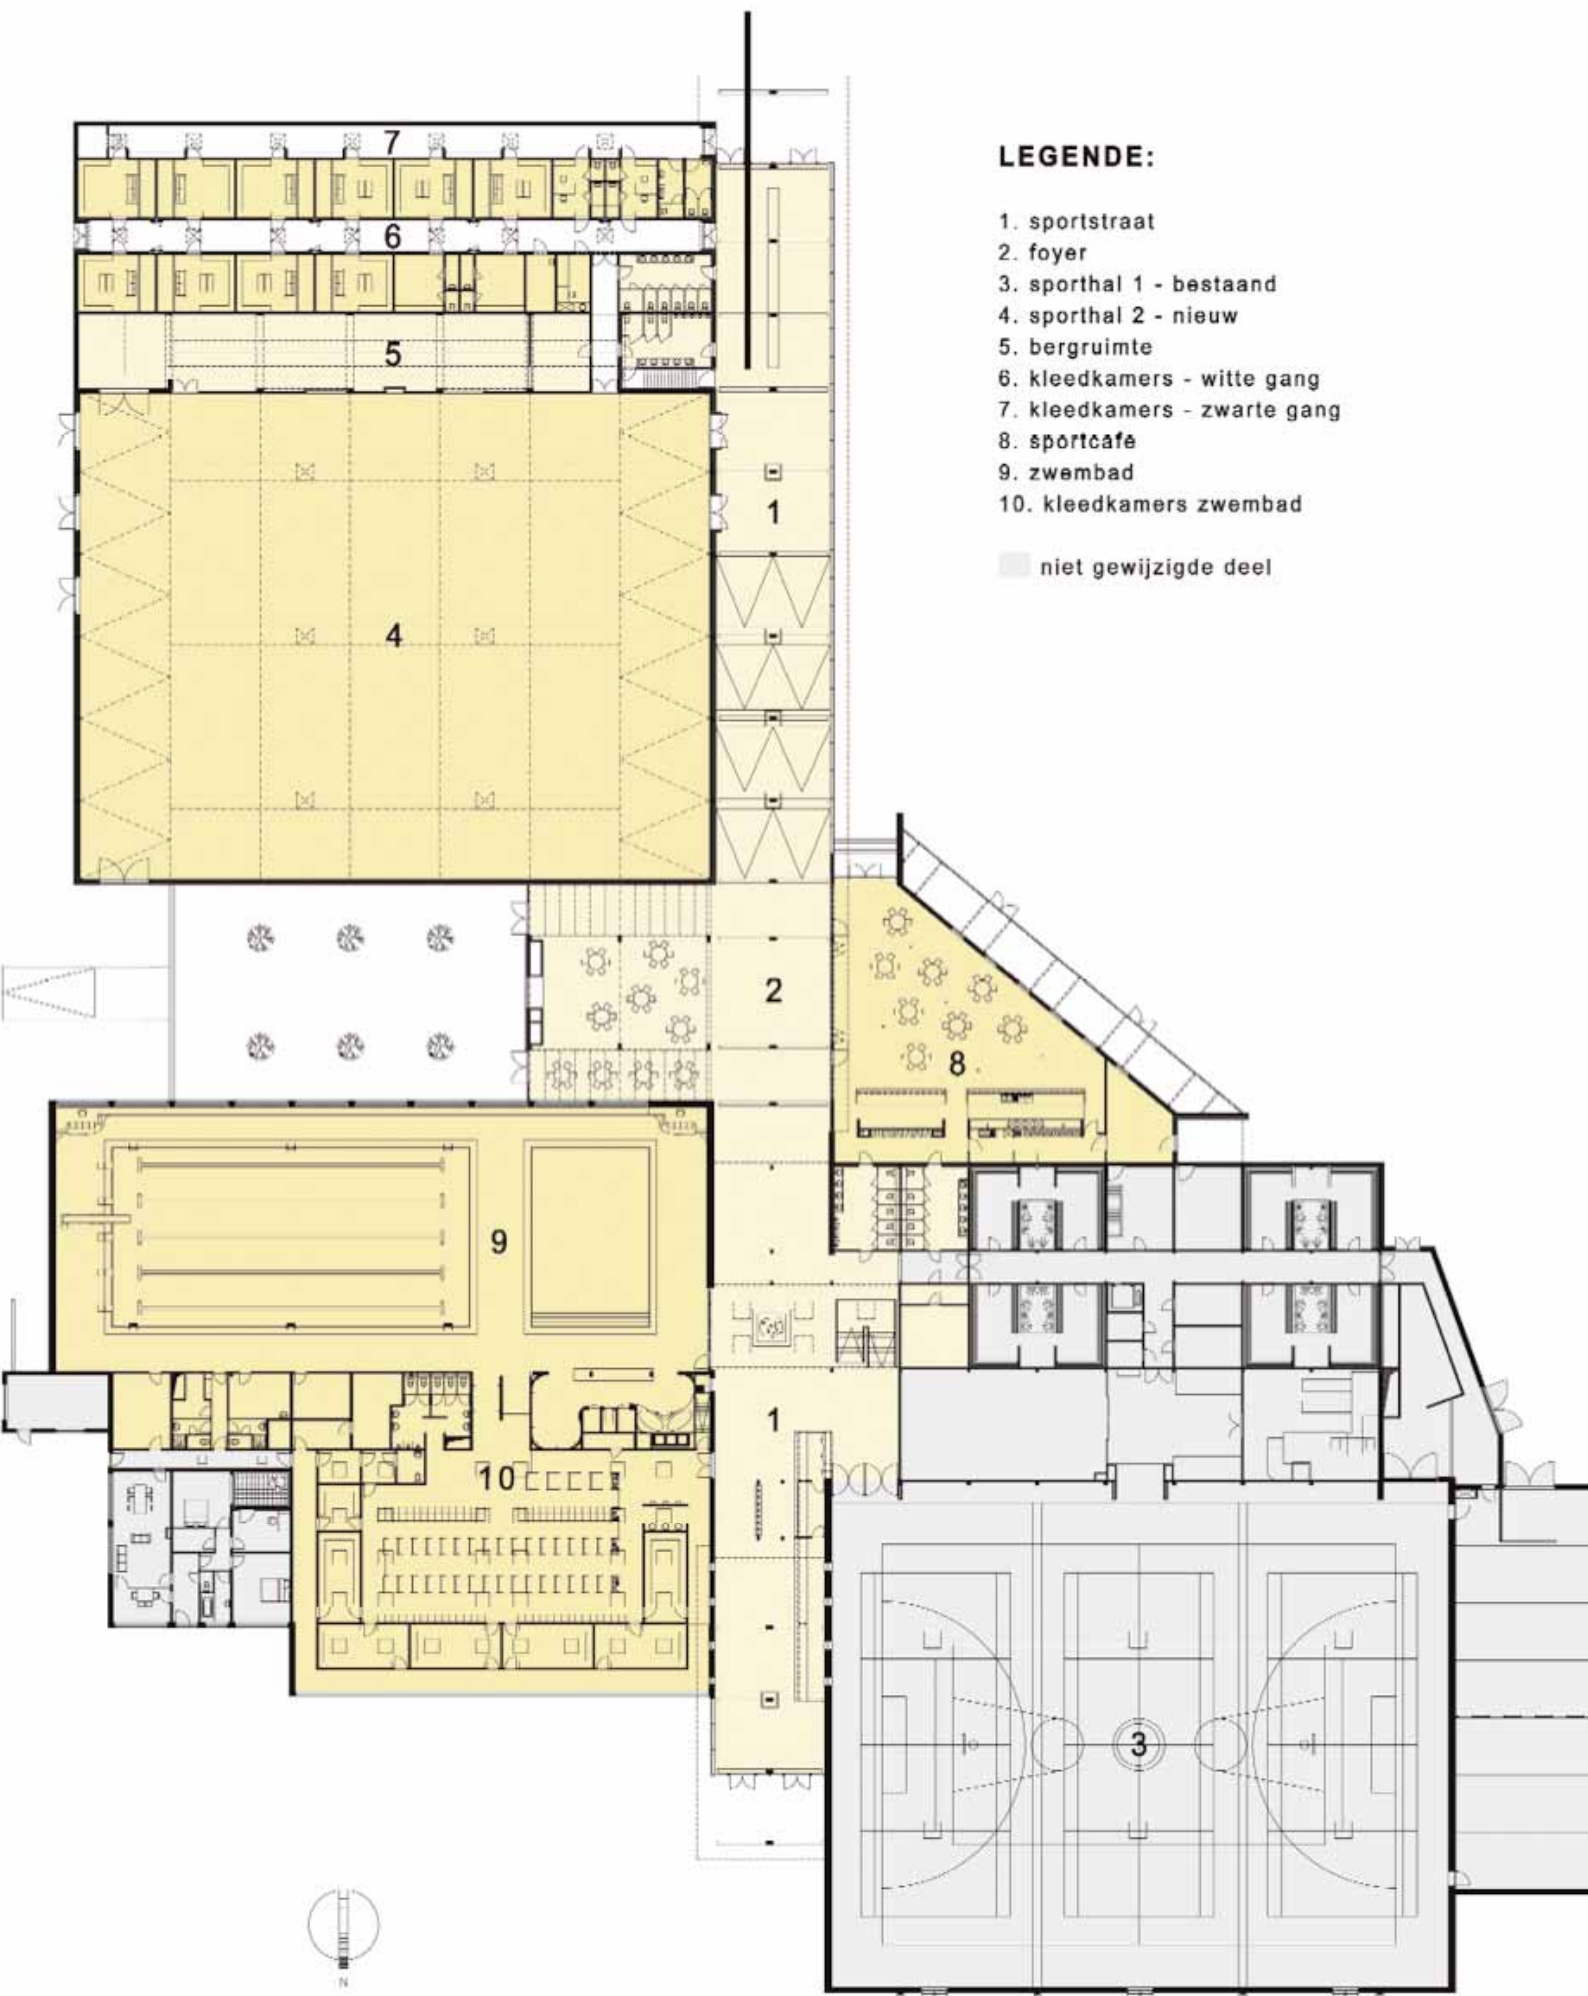 LEGENDE:
1. sportstraat
2. foyer
3. sporthal 1 - bestaand
4. sporthal 2 - nieuw
5. bergruimte
6. kleedkamers - witte gang
7. kleedkamers - zwarte gang
8. sportcafe
9. zwembad
10. kleedkamers zwembad
niet gewijzigde deel
7
6
5
1
4
2
8
9
1
10
3
N